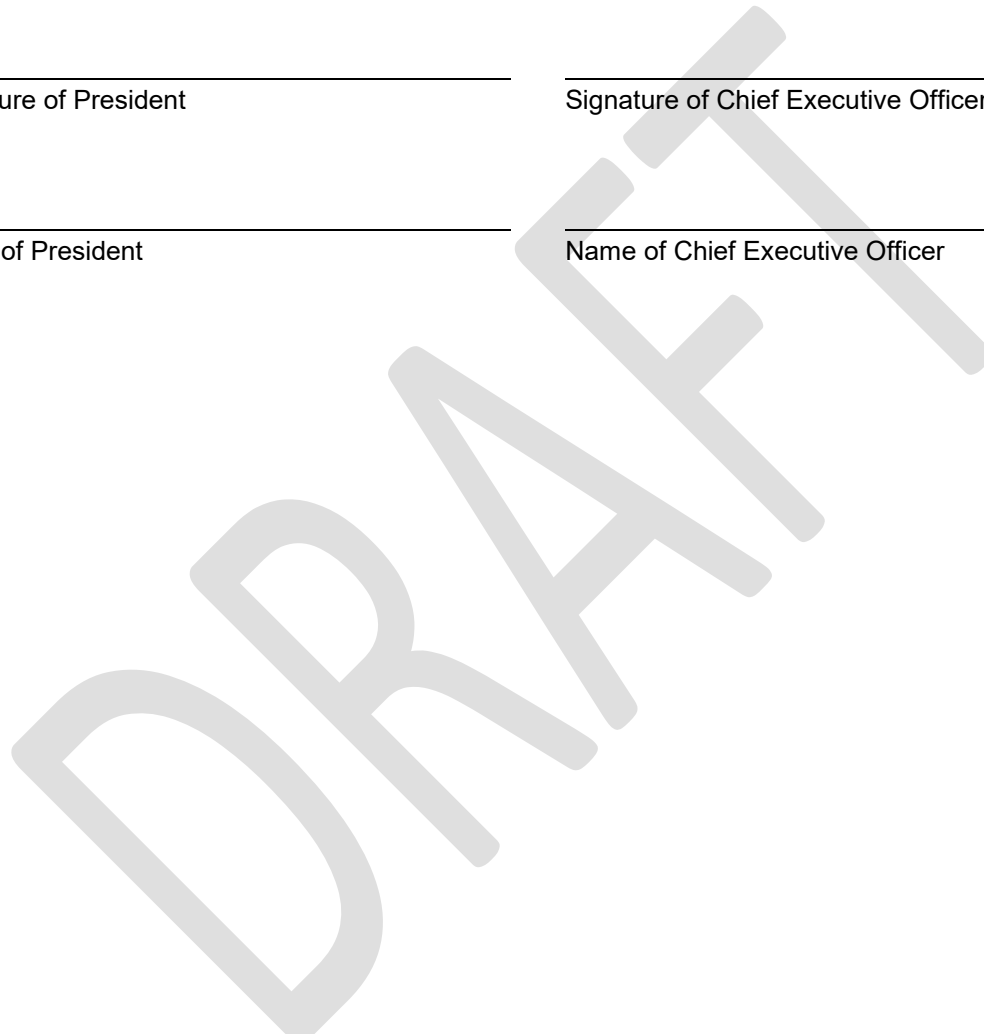 ure of President
Signature of Chief Executive Officer
of President
Name of Chief Executive Officer
DRAFT